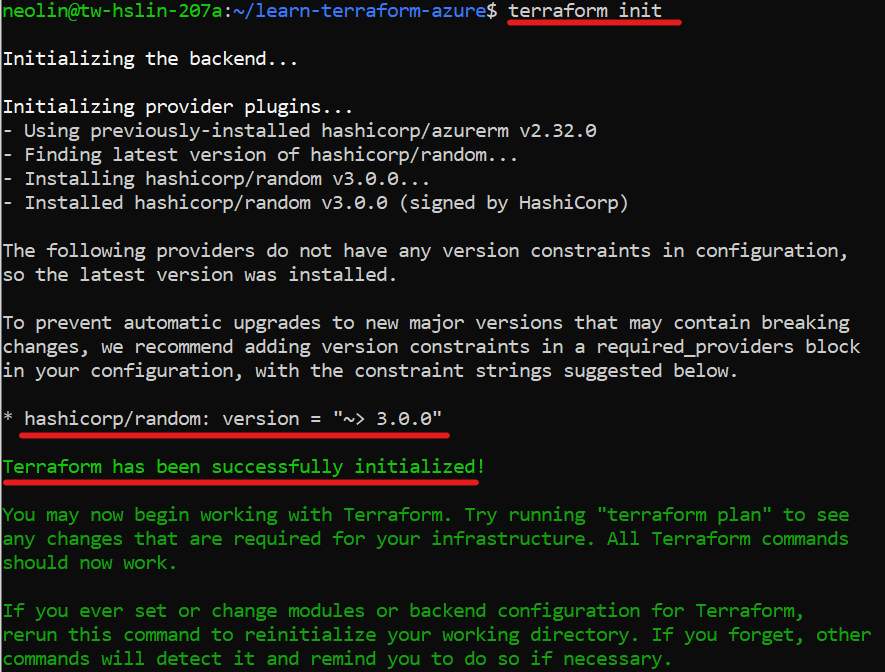 neolin@tw-hslin-207a:~/learn-terraform-azure$ terraform init
Initializing the backend...
Initializing provider plugins...
- Using previously-installed hashicorp/azurerm v2.32.0
- Finding latest version of hashicorp/random...
- Installing hashicorp/random v3.0.0...
- Installed hashicorp/random v3.0.0 (signed by HashiCorp)
The following providers do not have any version constraints in configuration,
so the latest version was installed.
To prevent automatic upgrades to new major versions that may contain breaking
changes, we recommend adding version constraints in a required_providers block
in your configuration, with the constraint strings suggested below.
* hashicorp/random: version = "~> 3.0.0"
Terraform has been successfully initialized!
You may now begin working with Terraform. Try running "terraform plan" to see
any changes that are required for your infrastructure. All Terraform commands
should now work.
If you ever set or change modules or backend configuration for Terraform,
rerun this command to reinitialize your working directory. If you forget, other
commands will detect it and remind you to do so if necessary.